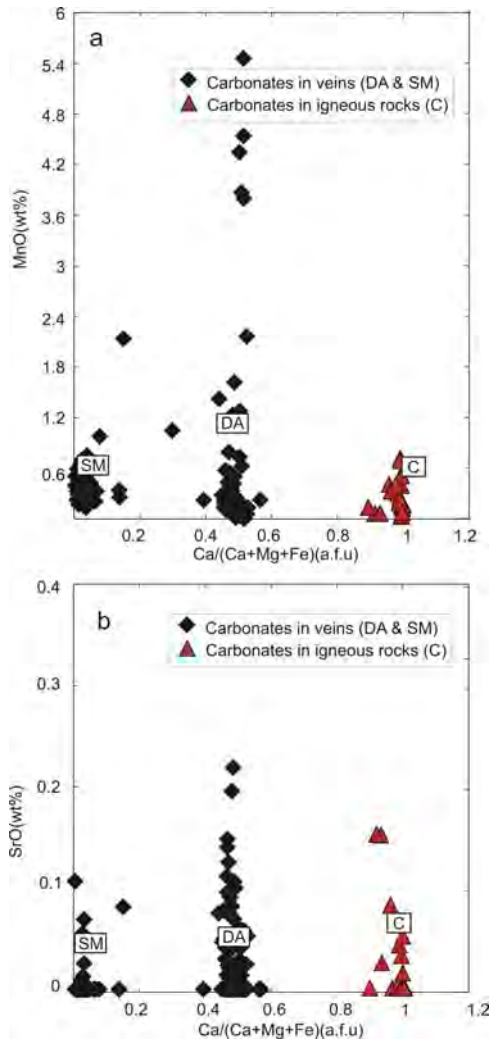 6
a
Carbonates in veins (DA & SM)
Carbonates in igneous rocks (C)
5.4
4.8
4.2
3.6
3
2.4
1.8
1.2
0.6
MnO(wt%)
SM
DA
C
0.2 0.4 0.6 0.8 1 1.2
Ca/(Ca+Mg+Fe)(a.f.u)
0.4
b
Carbonates in veins (DA & SM)
Carbonates in igneous rocks (C)
0.3
0.2
0.1
0
SrO(wt%)
SM
DA
C
0.2 0.4 0.6 0.8 1 1.2
Ca/(Ca+Mg+Fe)(a.f.u)